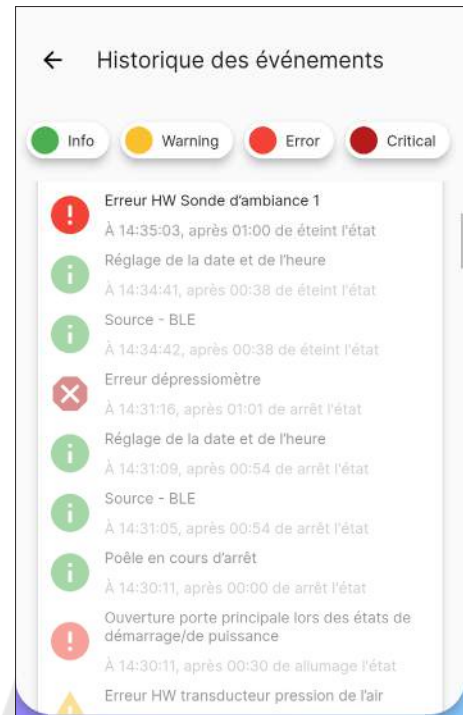 Historique des événements
Info
Warning
Error
Critical
Erreur HW Sonde d'ambiance 1
À 14:35:03, après 01:00 de éteint l'état
Réglage de la date et de l'heure
À 14:34:41, après 00:38 de éteint l'état
Source - BLE
À 14:34:42, après 00:38 de éteint l'état
Erreur dépressiomètre
À 14:31:16, après 01:01 de arrêt l'état
Réglage de la date et de l'heure
À 14:31:09, après 00:54 de arrêt l'état
Source - BLE
À 14:31:05, après 00:54 de arrêt l'état
Poêle en cours d'arrêt
À 14:30:11, après 00:00 de arrêt l'état
Ouverture porte principale lors des états de
démarrage/de puissance
À 14:30:11, après 00:30 de allumage l'état
Erreur HW transducteur pression de l'air